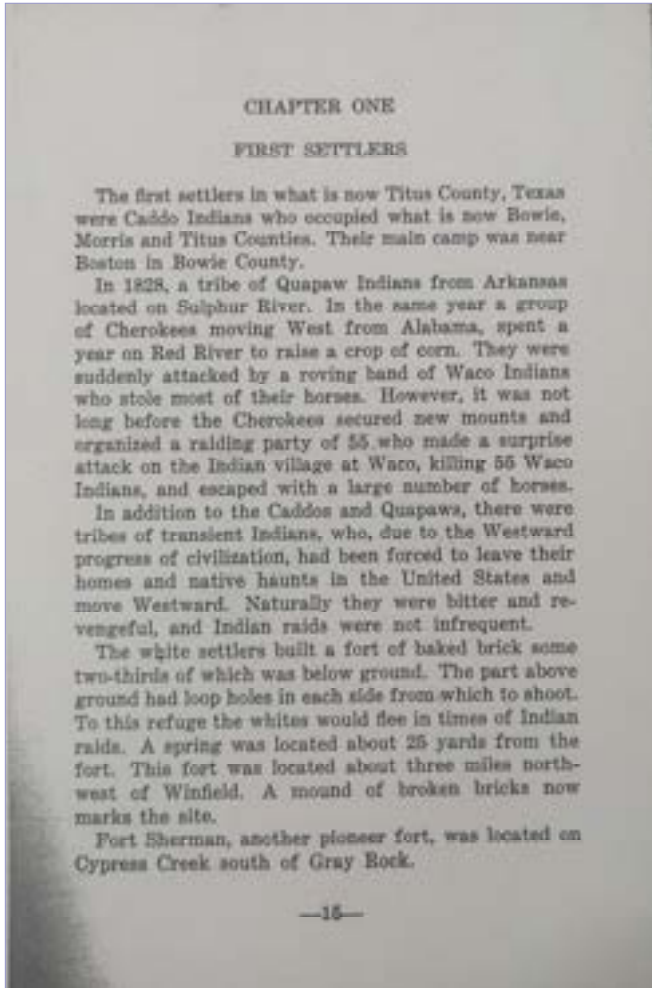 CHAPTER ONE
FIRST SETTLERS
The first settlers in what is now Titus County, Texas
were Caddo Indians who occupied what is now Bowie,
Morris and Titus Counties. Their main camp was near
Boston in Bowie County.
In 1828, a tribe of Quapaw Indians from Arkansas
located on Sulphur River. In the same year a group
of Cherokees moving West from Alabama, spent a
year on Red River to raise a crop of corn. They were
suddenly attacked by a roving band of Waco Indians
who stole most of their horses. However, it was not
long before the Cherokees secured new mounts and
organized a raiding party of 55 who made a surprise
attack on the Indian village at Waco, killing 55 Waco
Indians, and escaped with a large number of horses.
In addition to the Caddos and Quapaws, there were
tribes of transient Indians, who, due to the Westward
progress of civilization, had been forced to leave their
homes and native haunts in the United States and
move Westward. Naturally they were bitter and re-
vengeful, and Indian raids were not infrequent.
The white settlers built a fort of baked brick some
two-thirds of which was below ground. The part above
ground had loop holes in each side from which to shoot.
To this refuge the whites would flee in times of Indian
raids. A spring was located about 25 yards from the
fort. This fort was located about three miles north-
west of Winfield. A mound of broken bricks now
marks the site.
Fort Sherman, another pioneer fort, was located on
Cypress Creek south of Gray Rock.
—15—